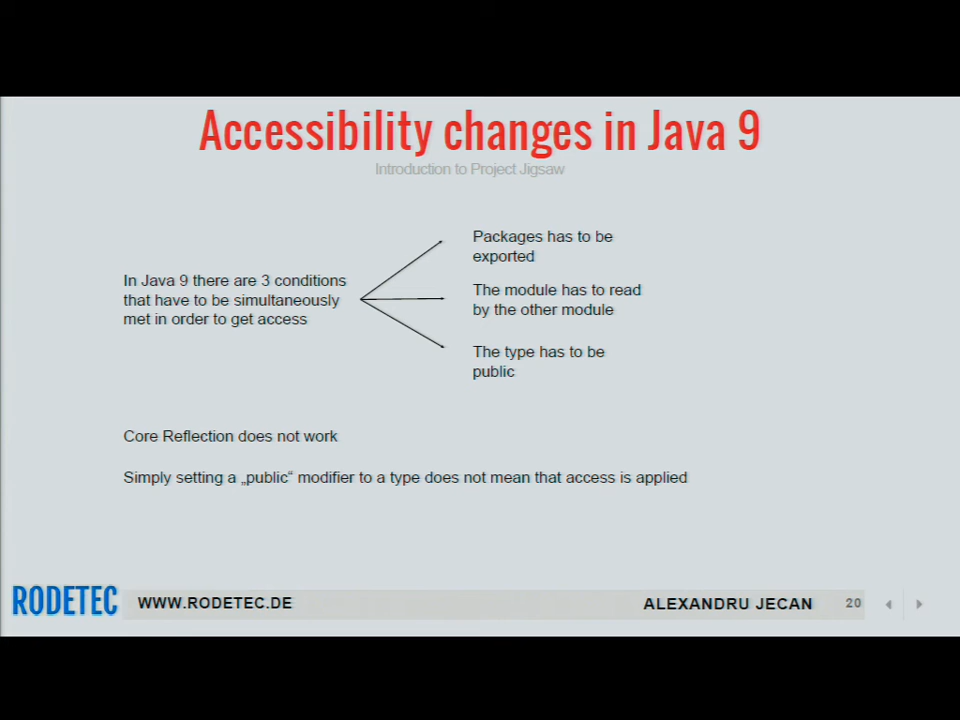 Accessibility changes in Java 9
Introduction to Project Jigsaw
In Java 9 there are 3 conditions
that have to be simultaneously
met in order to get access
Packages has to be
exported
The module has to read
by the other module
The type has to be
public
Core Reflection does not work
Simply setting a „public“ modifier to a type does not mean that access is applied
RODETEC
WWW.RODETEC.DE
ALEXANDRU JECAN
20